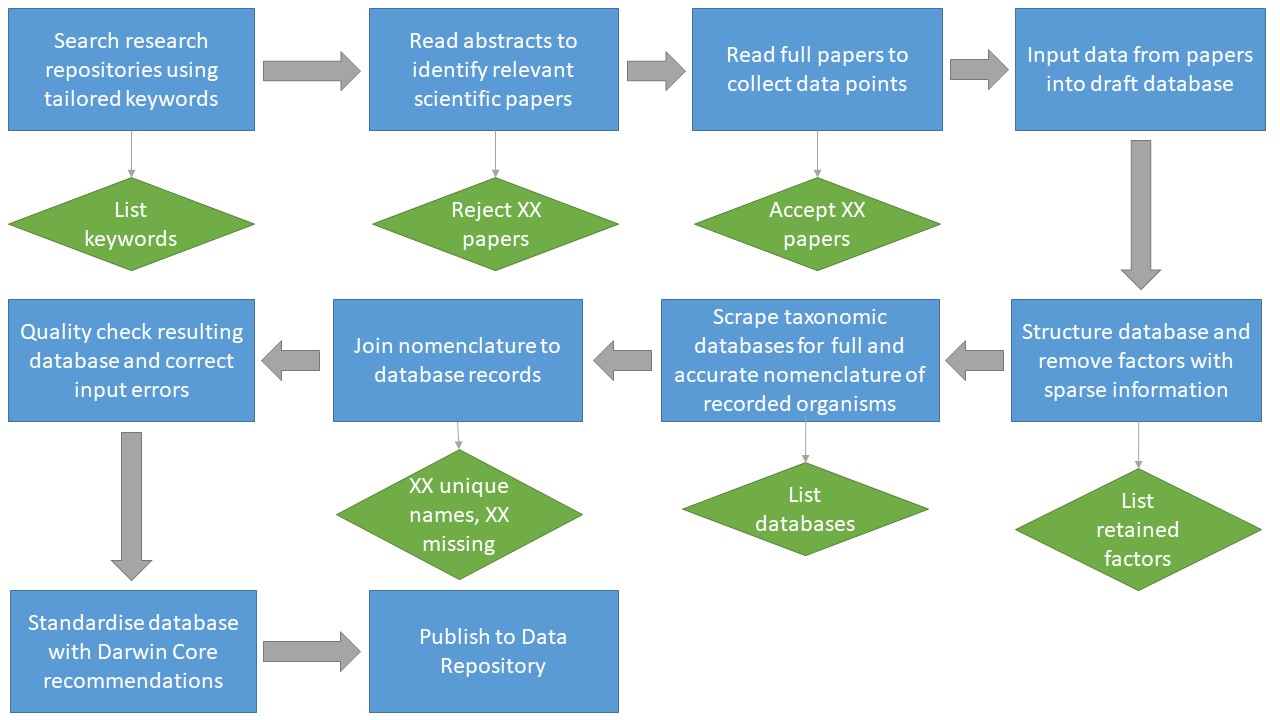 Search research
repositories using
tailored keywords
Read abstracts to
identify relevant
scientific papers
Read full papers to
collect data points
Input data from papers
into draft database
List
keywords
Reject XX
papers
Accept XX
papers
Quality check resulting
database and correct
input errors
Join nomenclature to
database records
Scrape taxonomic
databases for full and
accurate nomenclature of
recorded organisms
Structure database and
remove factors with
sparse information
XX unique
names, XX
missing
List
databases
List
retained
factors
Standardise database
with Darwin Core
recommendations
Publish to Data
Repository